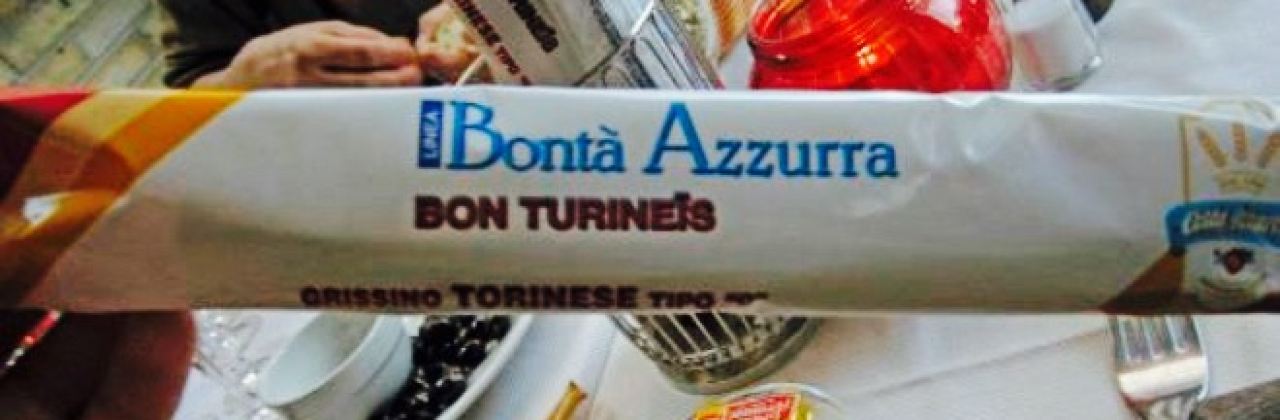 LINEA Bontà Azzurra
BON TURINEÏS
GRISSINO TORINESE TIPO